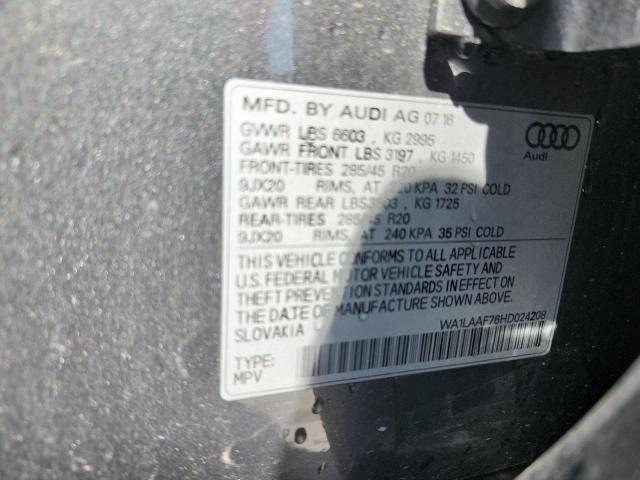 MFD. BY AUDI AG 07 16
GVWR LBS 6603 , KG 2995
GAWR FRONT LBS 3197 , KG 1450
FRONT-TIRES 285/45 R20
9JX20 RIMS, AT KPA 32 PSI COLD
GAWR REAR , KG 1725
REAR-TIRES 285/45 R20
9JX20 RIMS, AT 240 KPA 35 PSI COLD
Audi
THIS VEHICLE CONFORMS TO ALL APPLICABLE
U.S. FEDERAL MOTOR VEHICLE SAFETY AND
THEFT PREVENTION STANDARDS IN EFFECT ON
THE DATE OF MANUFACTURE SHOWN ABOVE.
SLOVAKIA
WA1LAAF76HD024208
TYPE:
MPV